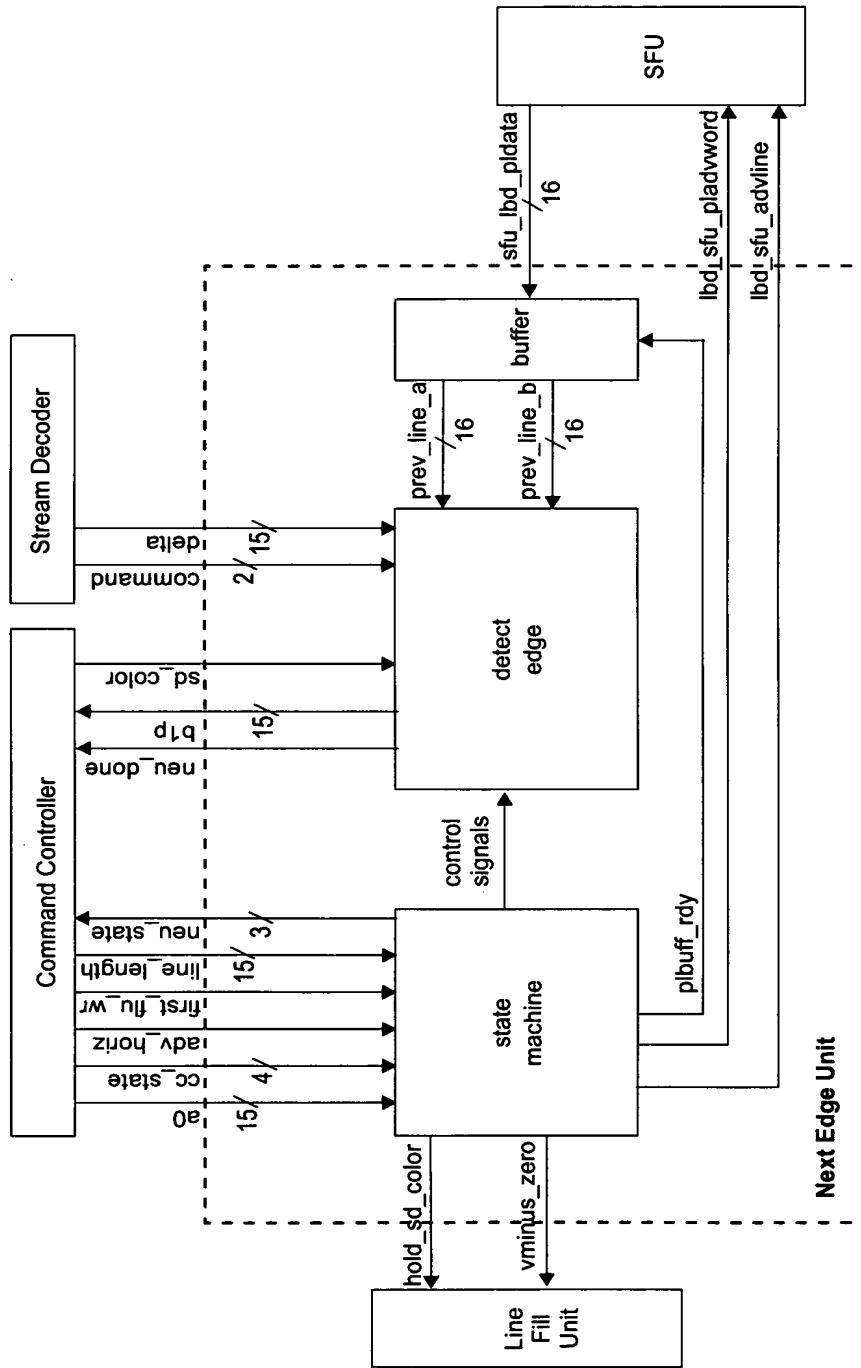 Command Controller
Stream Decoder
a0
15
cc_state
4
adv_horiz
first_flu_wr
line_length
15
neu_state
3
neu_done
b1p
15
sd_color
command
2
delta
15
Line
Fill
Unit
hold_sd_color
vminus_zero
state
machine
control
signals
detect
edge
prev_line_a
16
prev_line_b
16
buffer
sfu_lbd_pldata
16
SFU
plbuff_rdy
lbd_sfu_pladvword
lbd_sfu_advline
Next Edge Unit